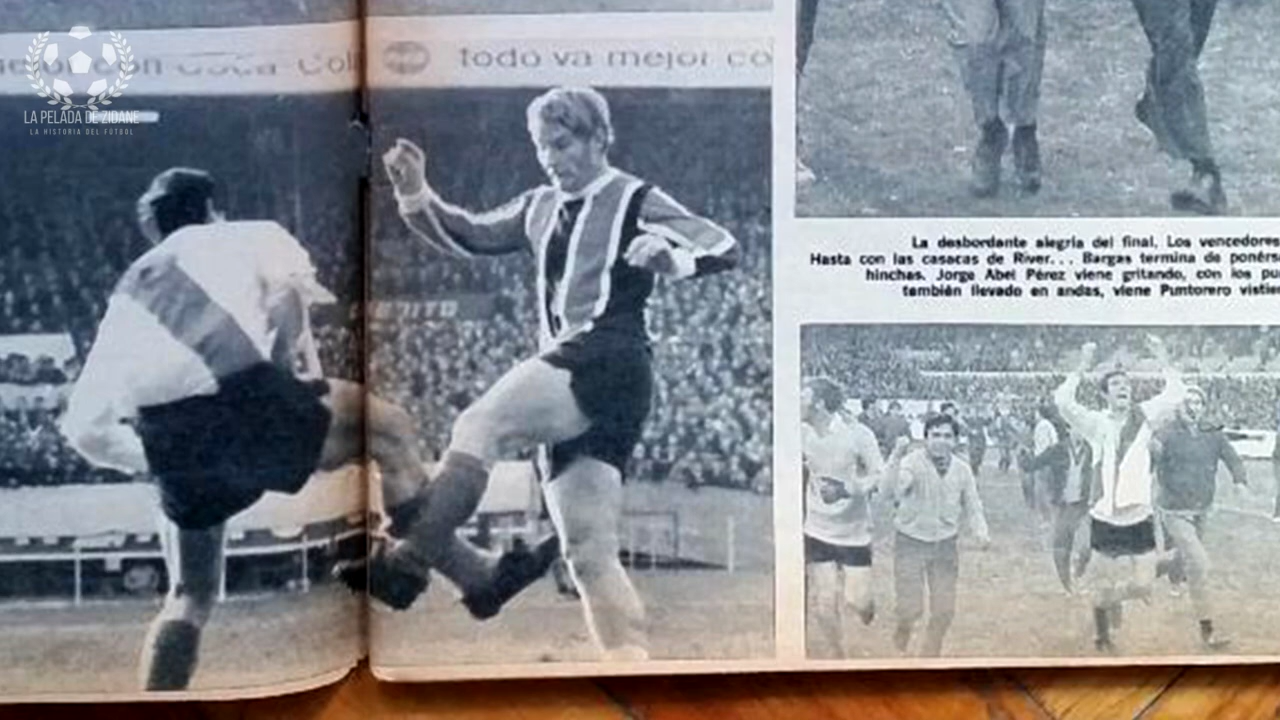 LA PELADA DE ZIDANE
LA HISTORIA DEL FÚTBOL
todo va mejor co
La desbordante alegría del final. Los vencedores
Hasta con las casacas de River... Bargas termina de ponérs
hinchas. Jorge Abel Pérez viene gritando, con los pu
también llevado en andas, viene Puntorero vistie